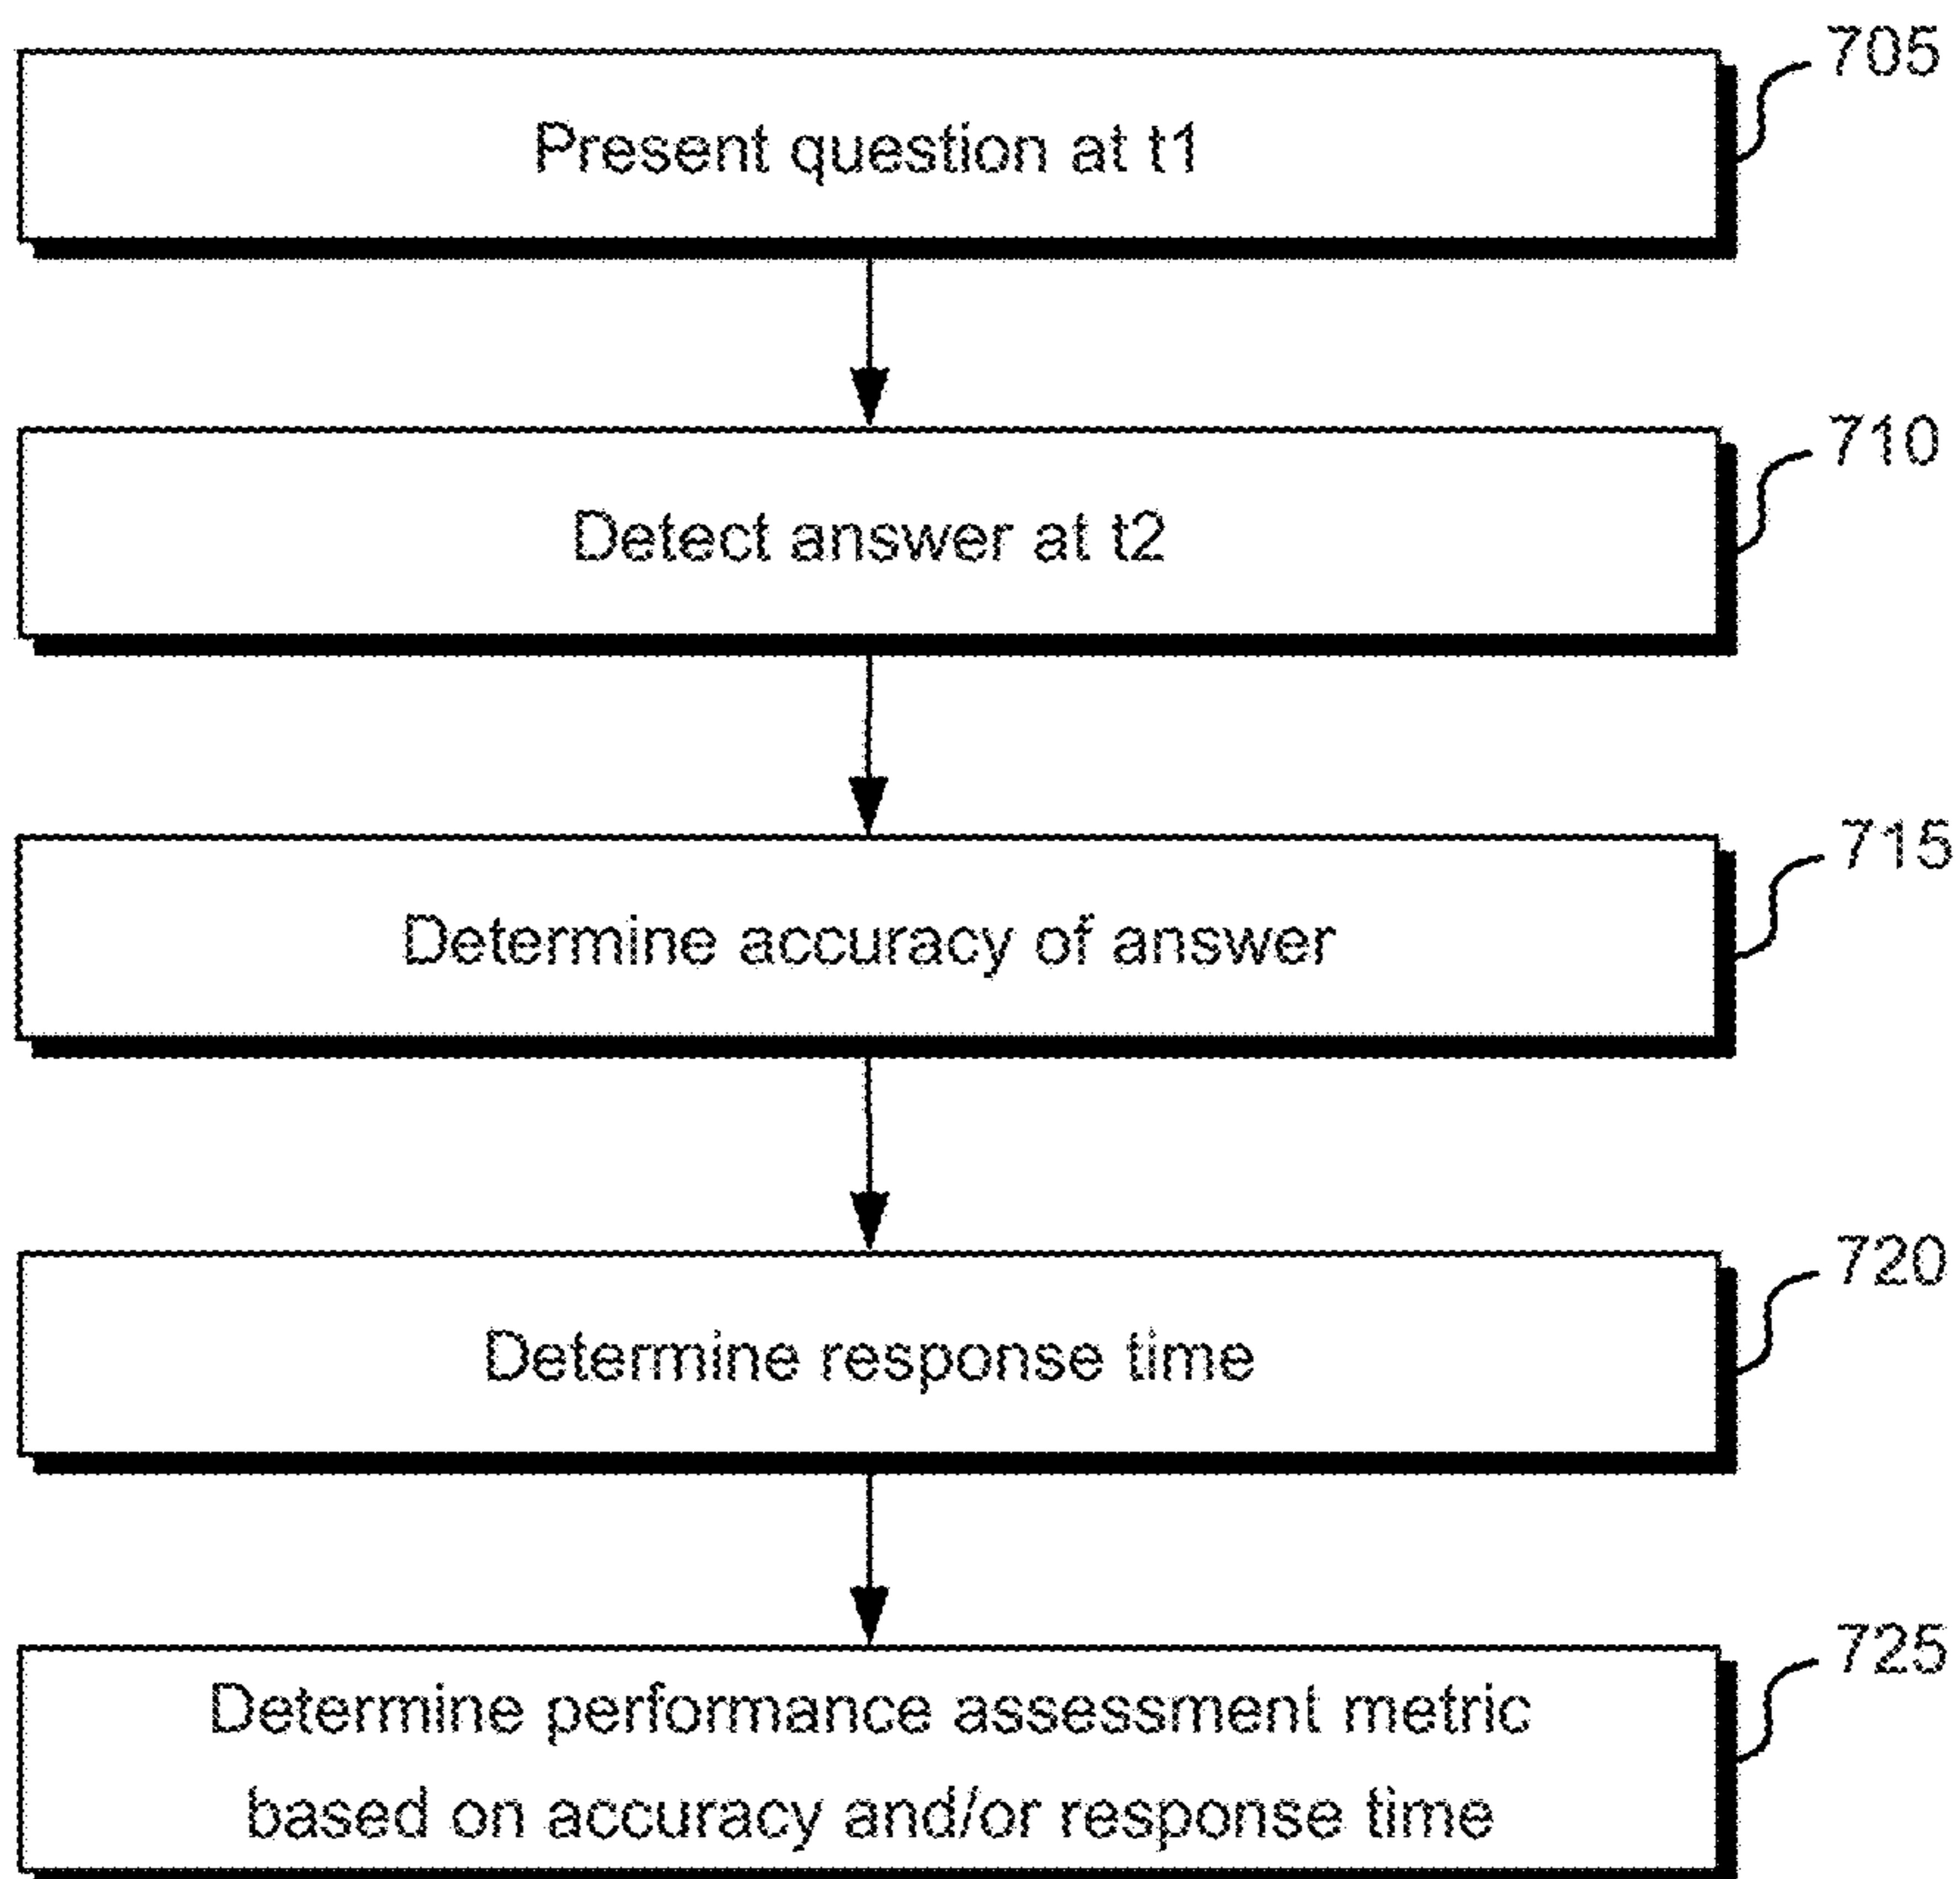 705
Present question at t1
710
Detect answer at t2
715
Determine accuracy of answer
720
Determine response time
725
Determine performance assessment metric
based on accuracy and/or response time